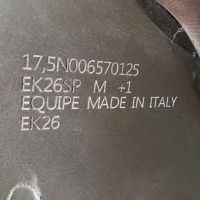 17,5N006570125
EK26SP M +1
EQUIPE MADE IN ITALY
EK26